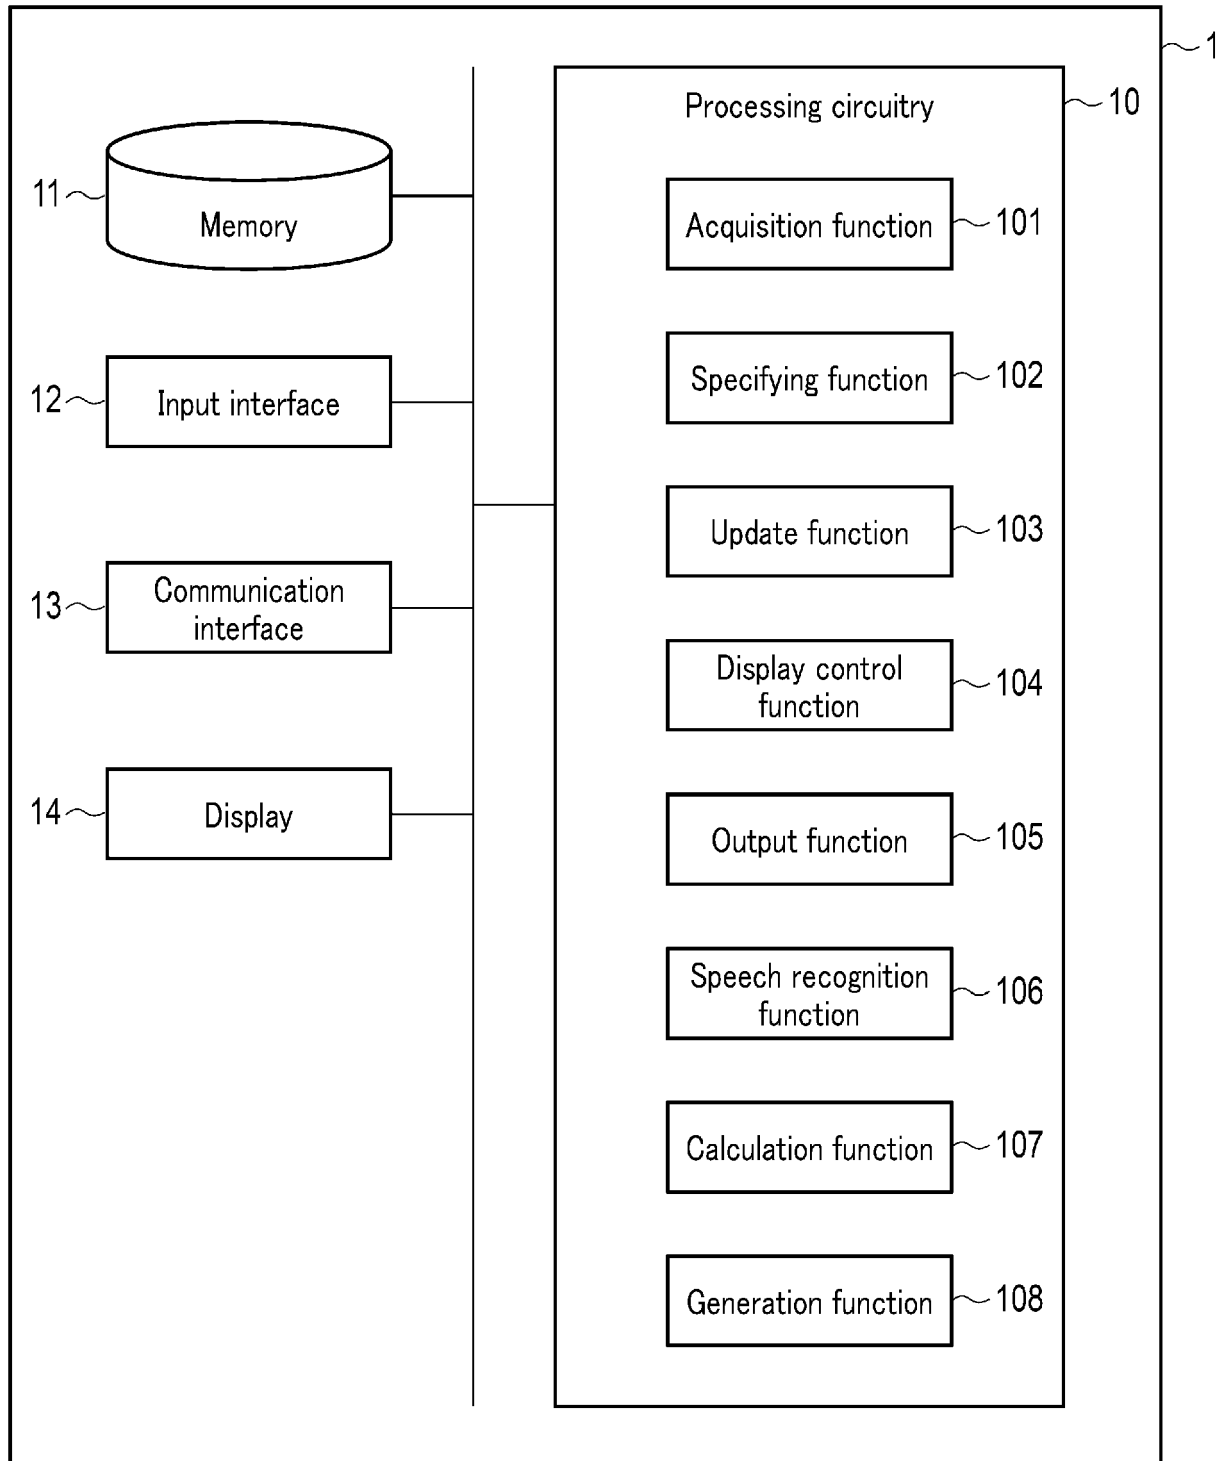 1
Processing circuitry
10
11
Memory
Acquisition function
101
12
Input interface
Specifying function
102
Update function
103
13
Communication
interface
Display control
function
104
14
Display
Output function
105
Speech recognition
function
106
Calculation function
107
Generation function
108